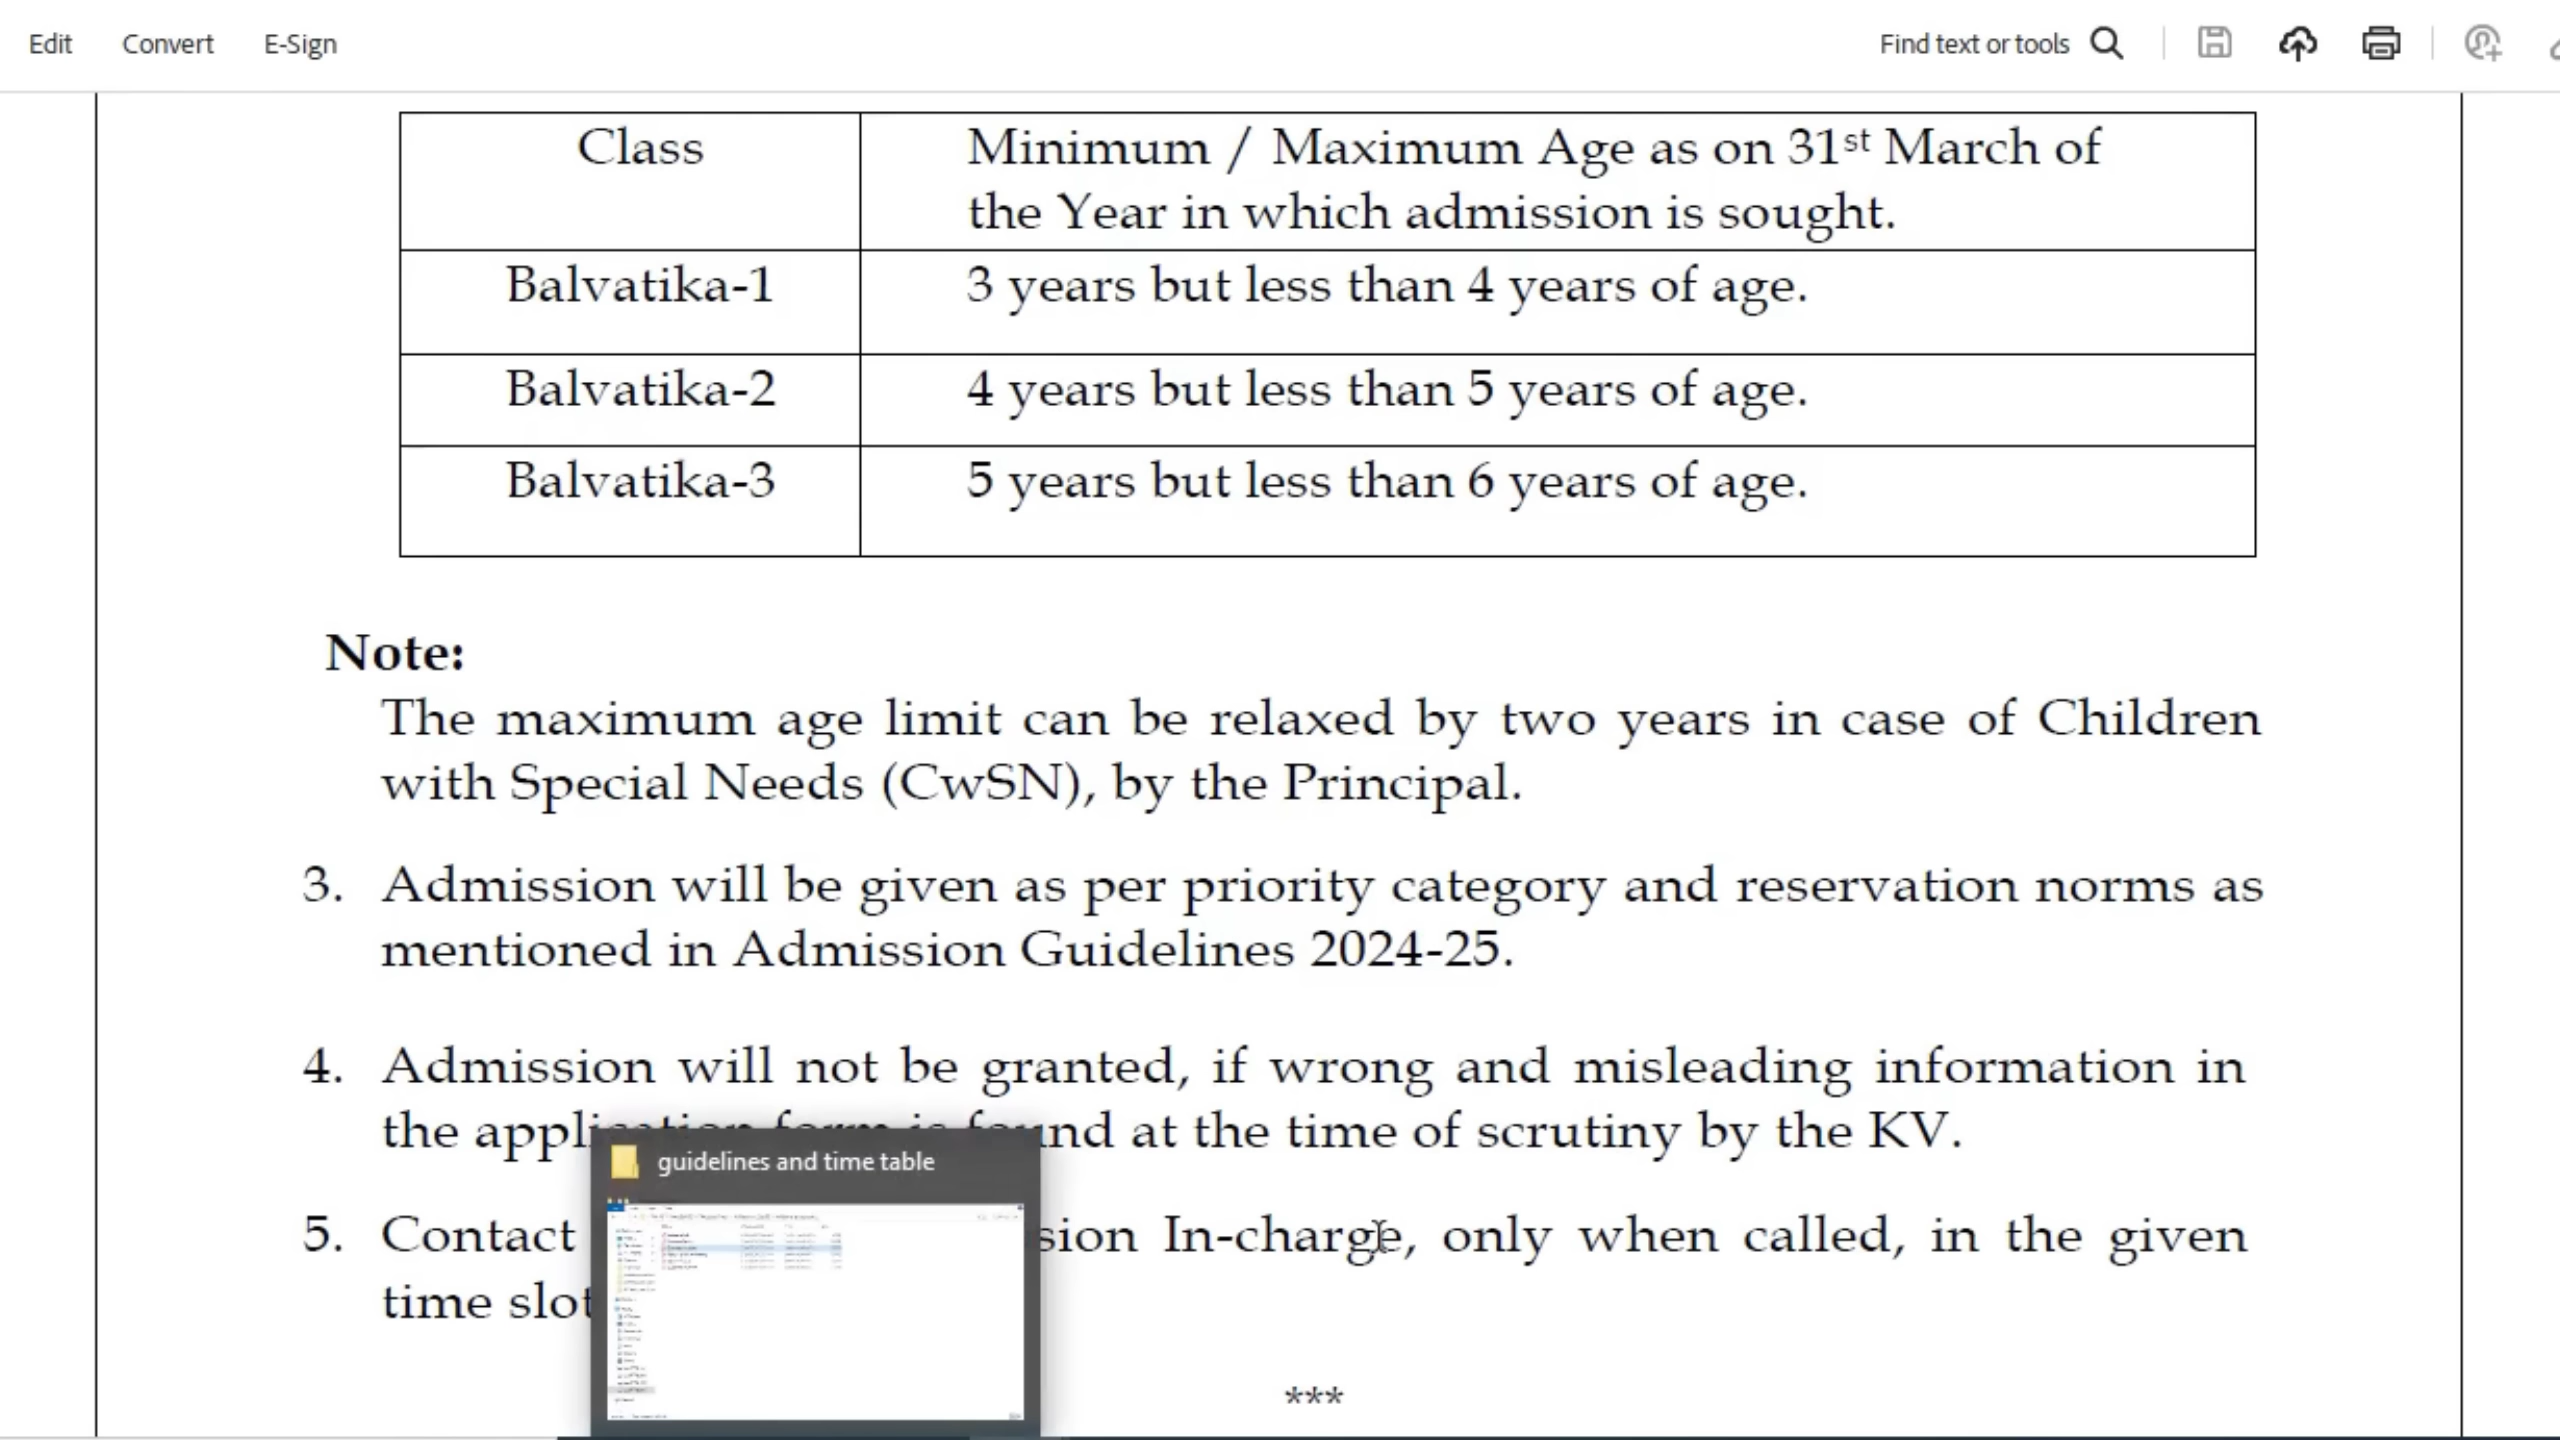 Edit Convert E-Sign Find text or tools
Class Minimum / Maximum Age as on 31st March of
the Year in which admission is sought.
Balvatika-1 3 years but less than 4 years of age.
Balvatika-2 4 years but less than 5 years of age.
Balvatika-3 5 years but less than 6 years of age.
Note:
The maximum age limit can be relaxed by two years in case of Children
with Special Needs (CwSN), by the Principal.
3. Admission will be given as per priority category and reservation norms as
mentioned in Admission Guidelines 2024-25.
4. Admission will not be granted, if wrong and misleading information in
the application form is found at the time of scrutiny by the KV.
guidelines and time table
5. Contact sion In-charge, only when called, in the given
time slot
***